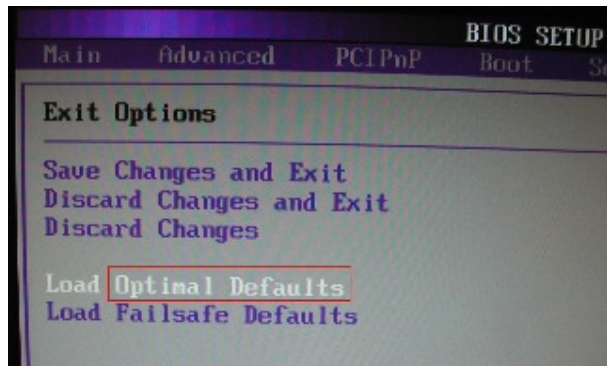 BIOS SETUP
Main Advanced PCIPnP Boot
Exit Options
Save Changes and Exit
Discard Changes and Exit
Discard Changes
Load Optimal Defaults
Load Failsafe Defaults